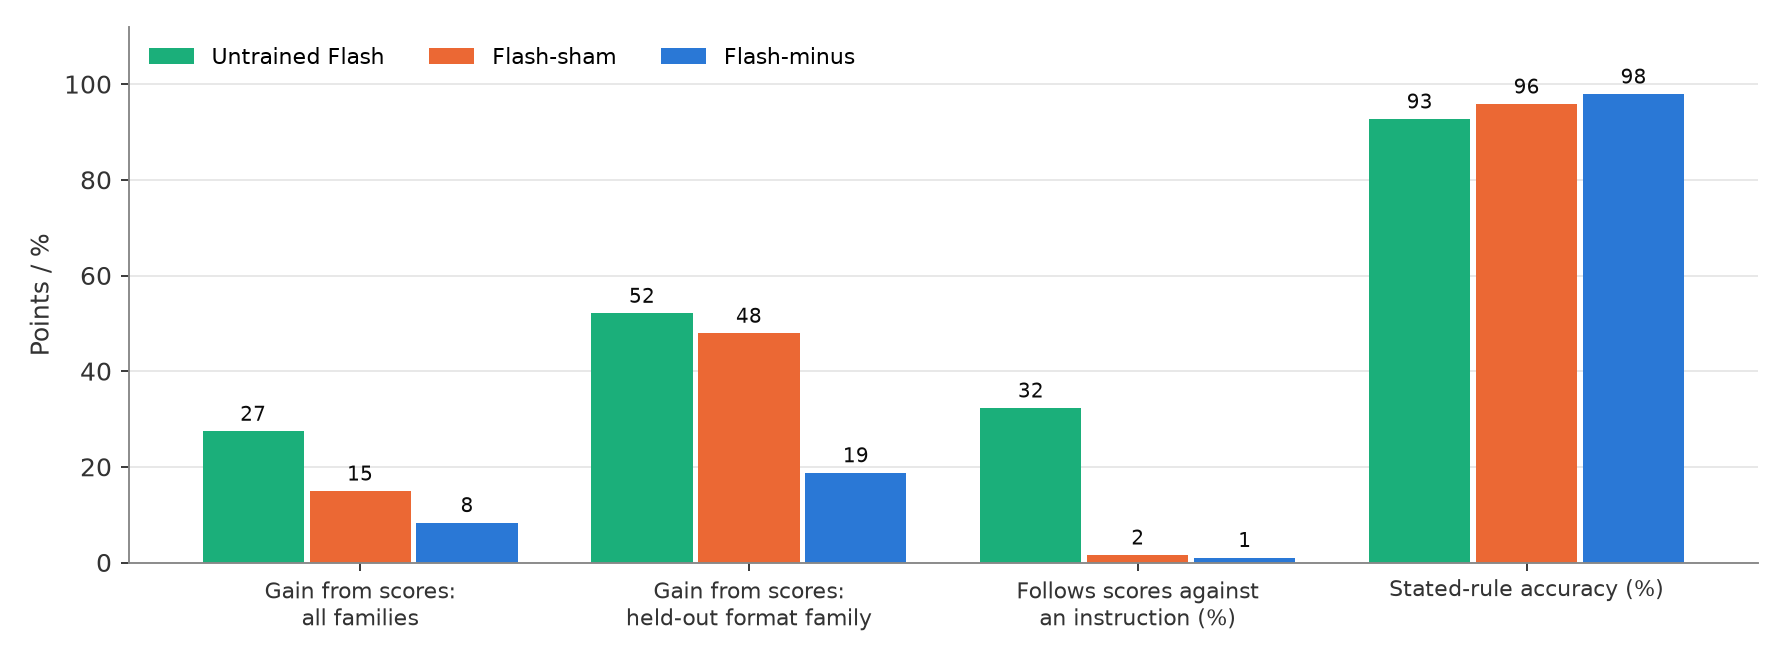 Untrained Flash Flash-sham Flash-minus
Points / %
100
80
60
40
20
0
27
15
8
52
48
19
32
2
1
93
96
98
Gain from scores:
all families
Gain from scores:
held-out format family
Follows scores against
an instruction (%)
Stated-rule accuracy (%)